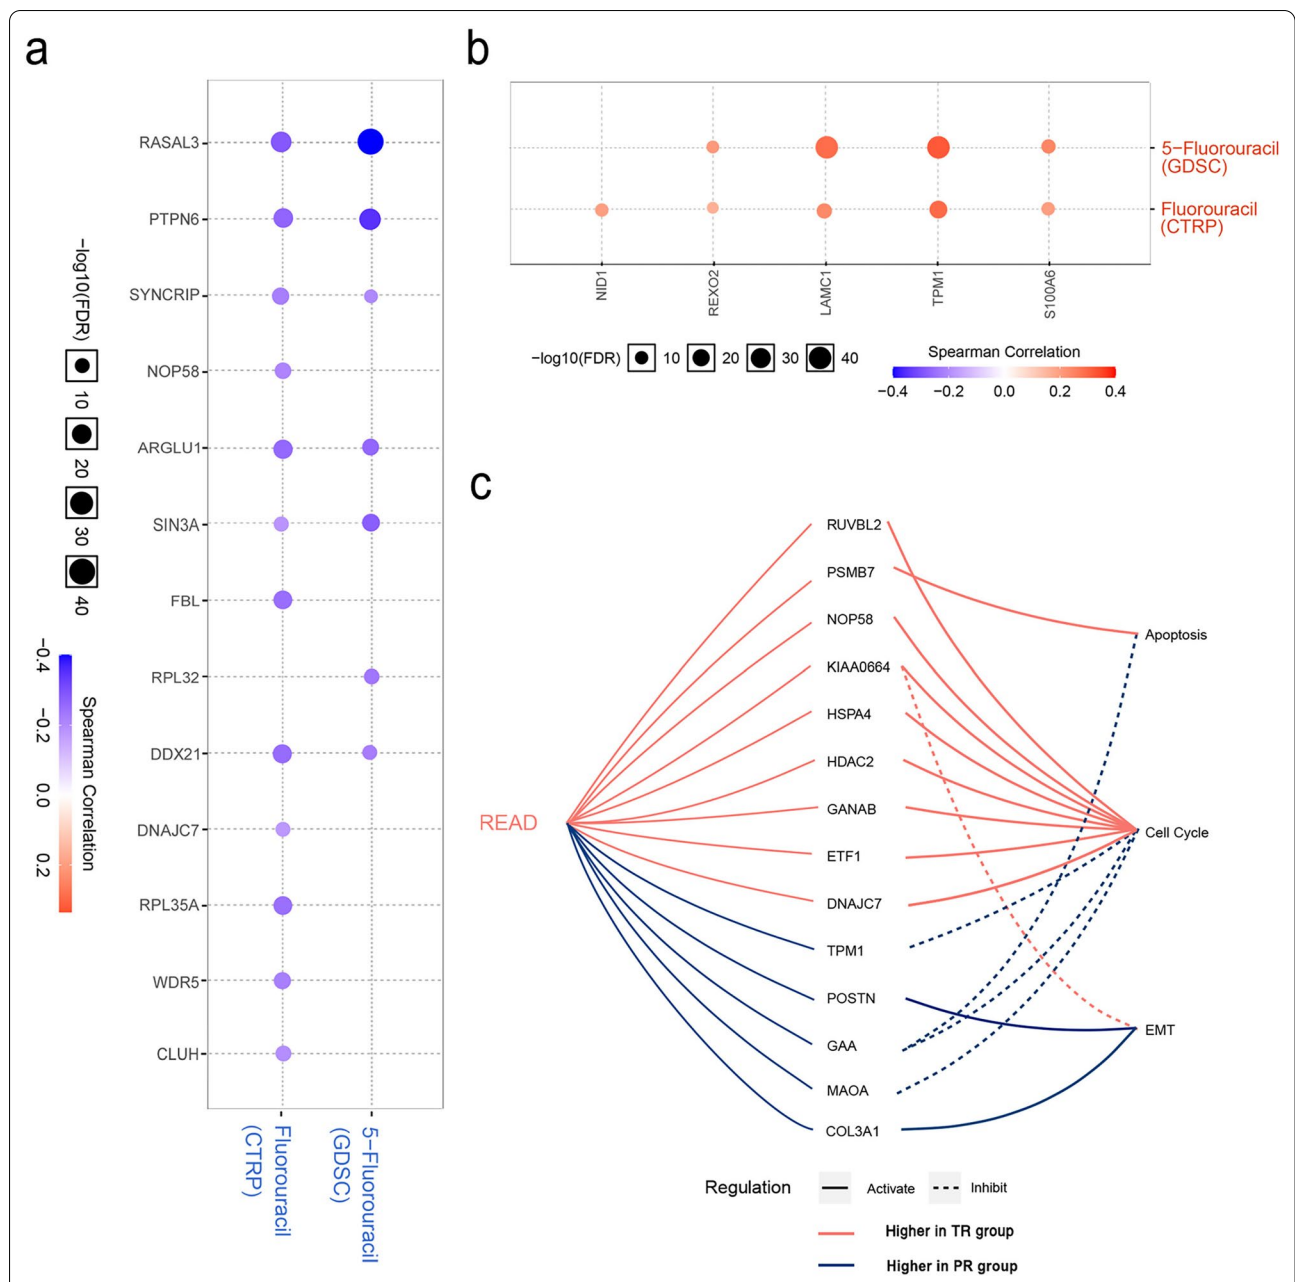 a
RASAL3
PTPN6
SYNCRIP
NOP58
ARGLU1
SIN3A
FBL
RPL32
DDX21
DNAJC7
RPL35A
WDR5
CLUH
Fluorouracil
(CTRP)
5−Fluorouracil
(GDSC)
−log10(FDR)
10
20
30
40
−0.4
−0.2
0.0
0.2
Spearman Correlation
b
5−Fluorouracil
(GDSC)
Fluorouracil
(CTRP)
NID1
REXO2
LAMC1
TPM1
S100A6
−log10(FDR) 10 20 30 40
Spearman Correlation
−0.4 −0.2 0.0 0.2 0.4
c
READ
RUVBL2
PSMB7
NOP58
KIAA0664
HSPA4
HDAC2
GANAB
ETF1
DNAJC7
TPM1
POSTN
GAA
MAOA
COL3A1
Apoptosis
Cell Cycle
EMT
Regulation Activate Inhibit
Higher in TR group
Higher in PR group